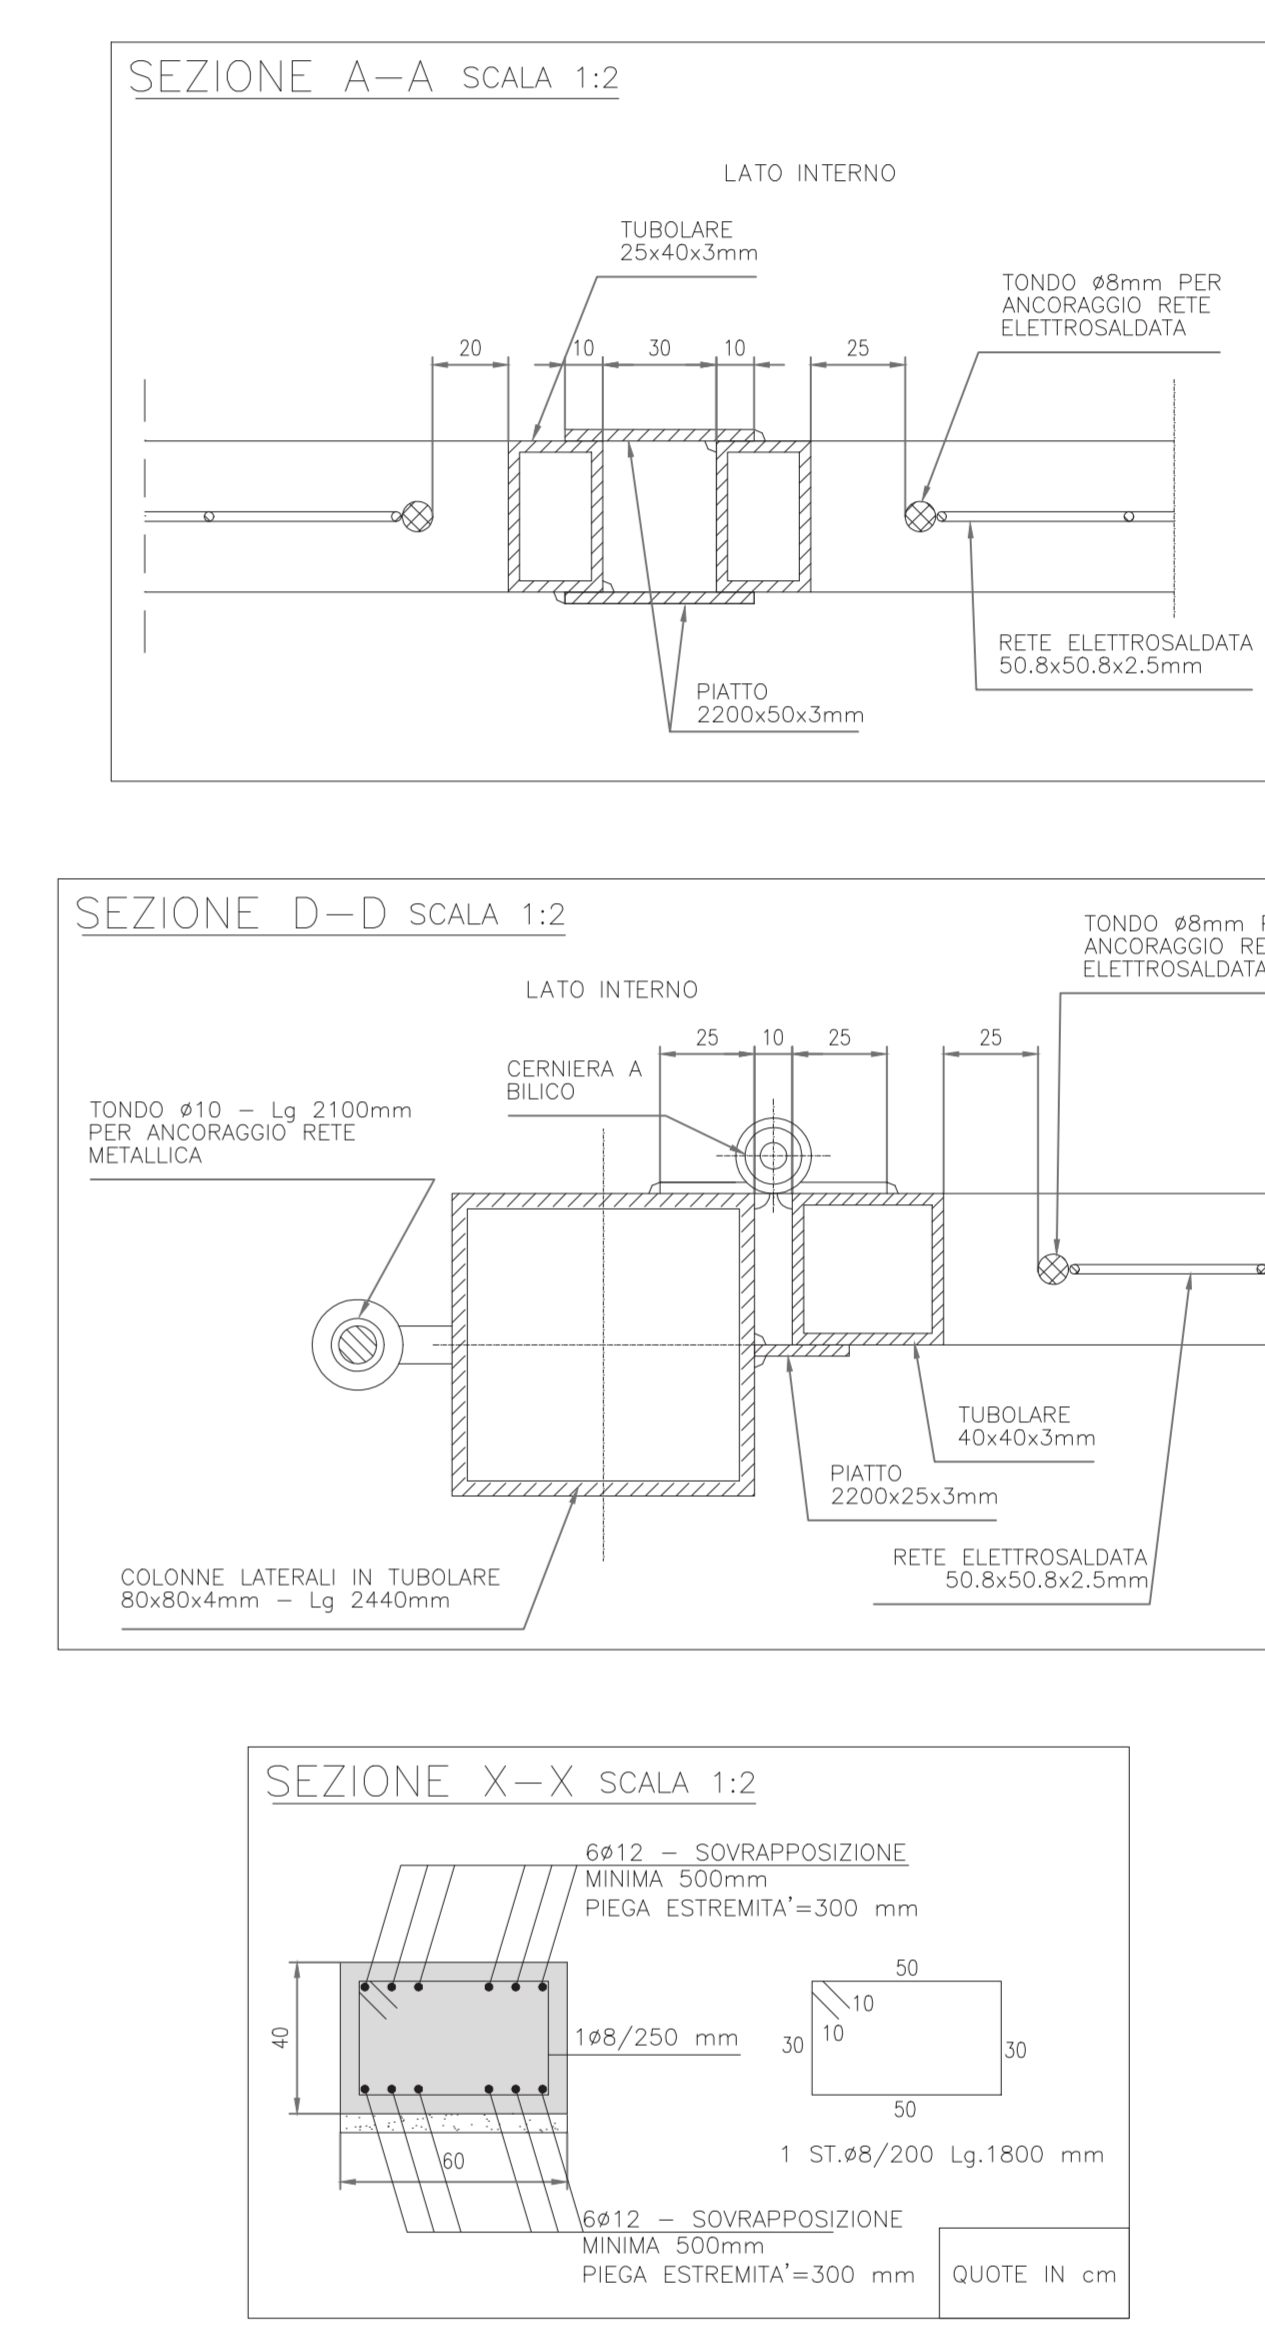 SEZIONE A-A SCALA 1:2
LATO INTERNO
TUBOLARE
25x40x3mm
TONDO ø8mm PER
ANCORAGGIO RETE
ELETTROSALDATA
20
10
30
10
25
RETE ELETTROSALDATA
50.8x50.8x2.5mm
PIATTO
2200x50x3mm
SEZIONE D-D SCALA 1:2
TONDO ø8mm
ANCORAGGIO RE
ELETTROSALDATA
LATO INTERNO
25
10
25
25
CERNIERA A
BILICO
TONDO ø10 - Lg 2100mm
PER ANCORAGGIO RETE
METALLICA
TUBOLARE
40x40x3mm
PIATTO
2200x25x3mm
RETE ELETTROSALDATA
50.8x50.8x2.5mm
COLONNE LATERALI IN TUBOLARE
80x80x4mm - Lg 2440mm
SEZIONE X-X SCALA 1:2
6ø12 - SOVRAPPOSIZIONE
MINIMA 500mm
PIEGA ESTREMITA'=300 mm
40
1ø8/250 mm
50
10
10
30
30
50
60
1 ST.ø8/200 Lg.1800 mm
6ø12 - SOVRAPPOSIZIONE
MINIMA 500mm
PIEGA ESTREMITA'=300 mm
QUOTE IN cm